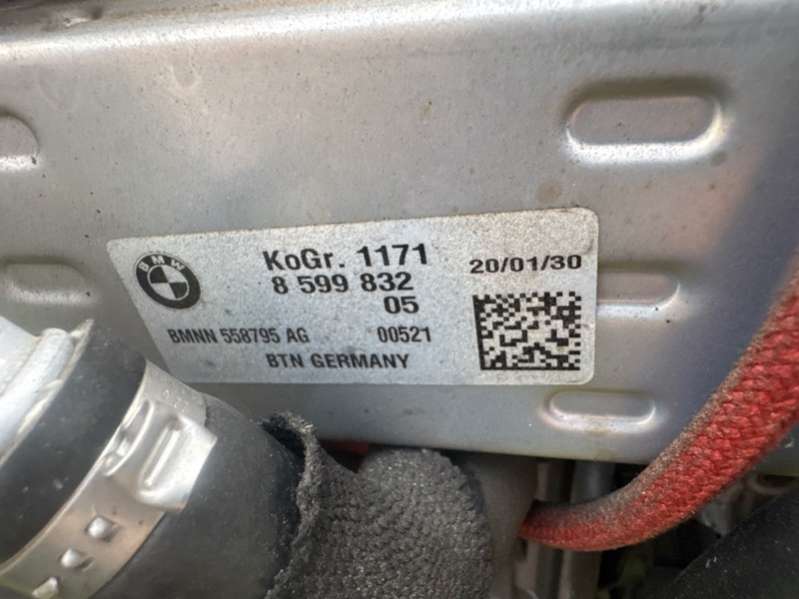 BMW
KoGr. 1171
20/01/30
8 599 832
05
BMNN 558795 AG 00521
BTN GERMANY